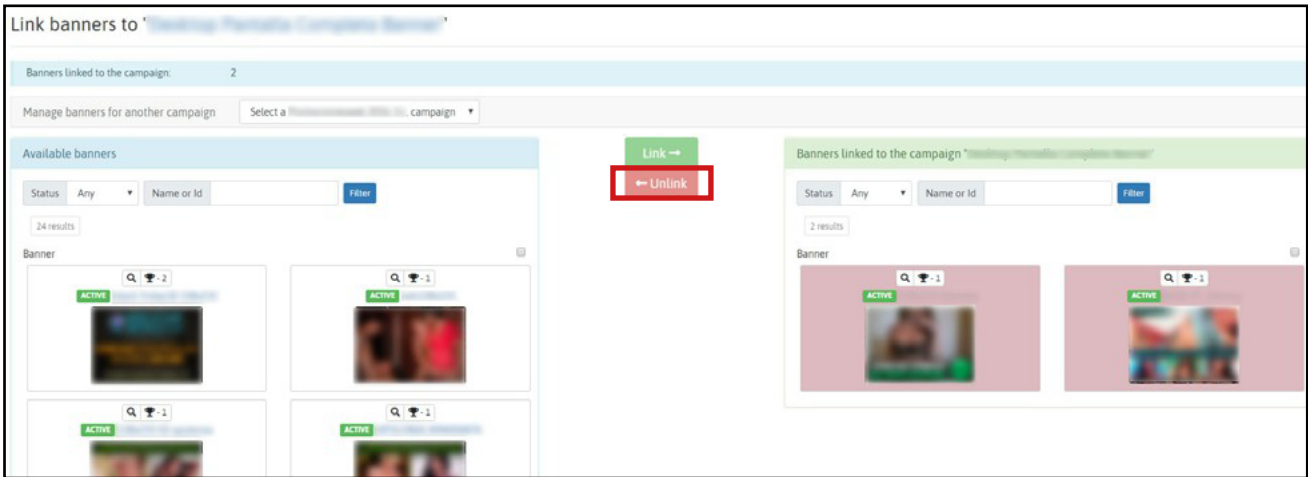 Link banners to '
Banners linked to the campaign: 2
Manage banners for another campaign Select a campaign
Available banners
Status Any Name or Id Filter
24 results
Banner
- 2
ACTIVE
- 1
ACTIVE
- 1
ACTIVE
- 1
ACTIVE
Link →
← Unlink
Banners linked to the campaign "
Status Any Name or Id Filter
2 results
Banner
- 1
ACTIVE
- 1
ACTIVE